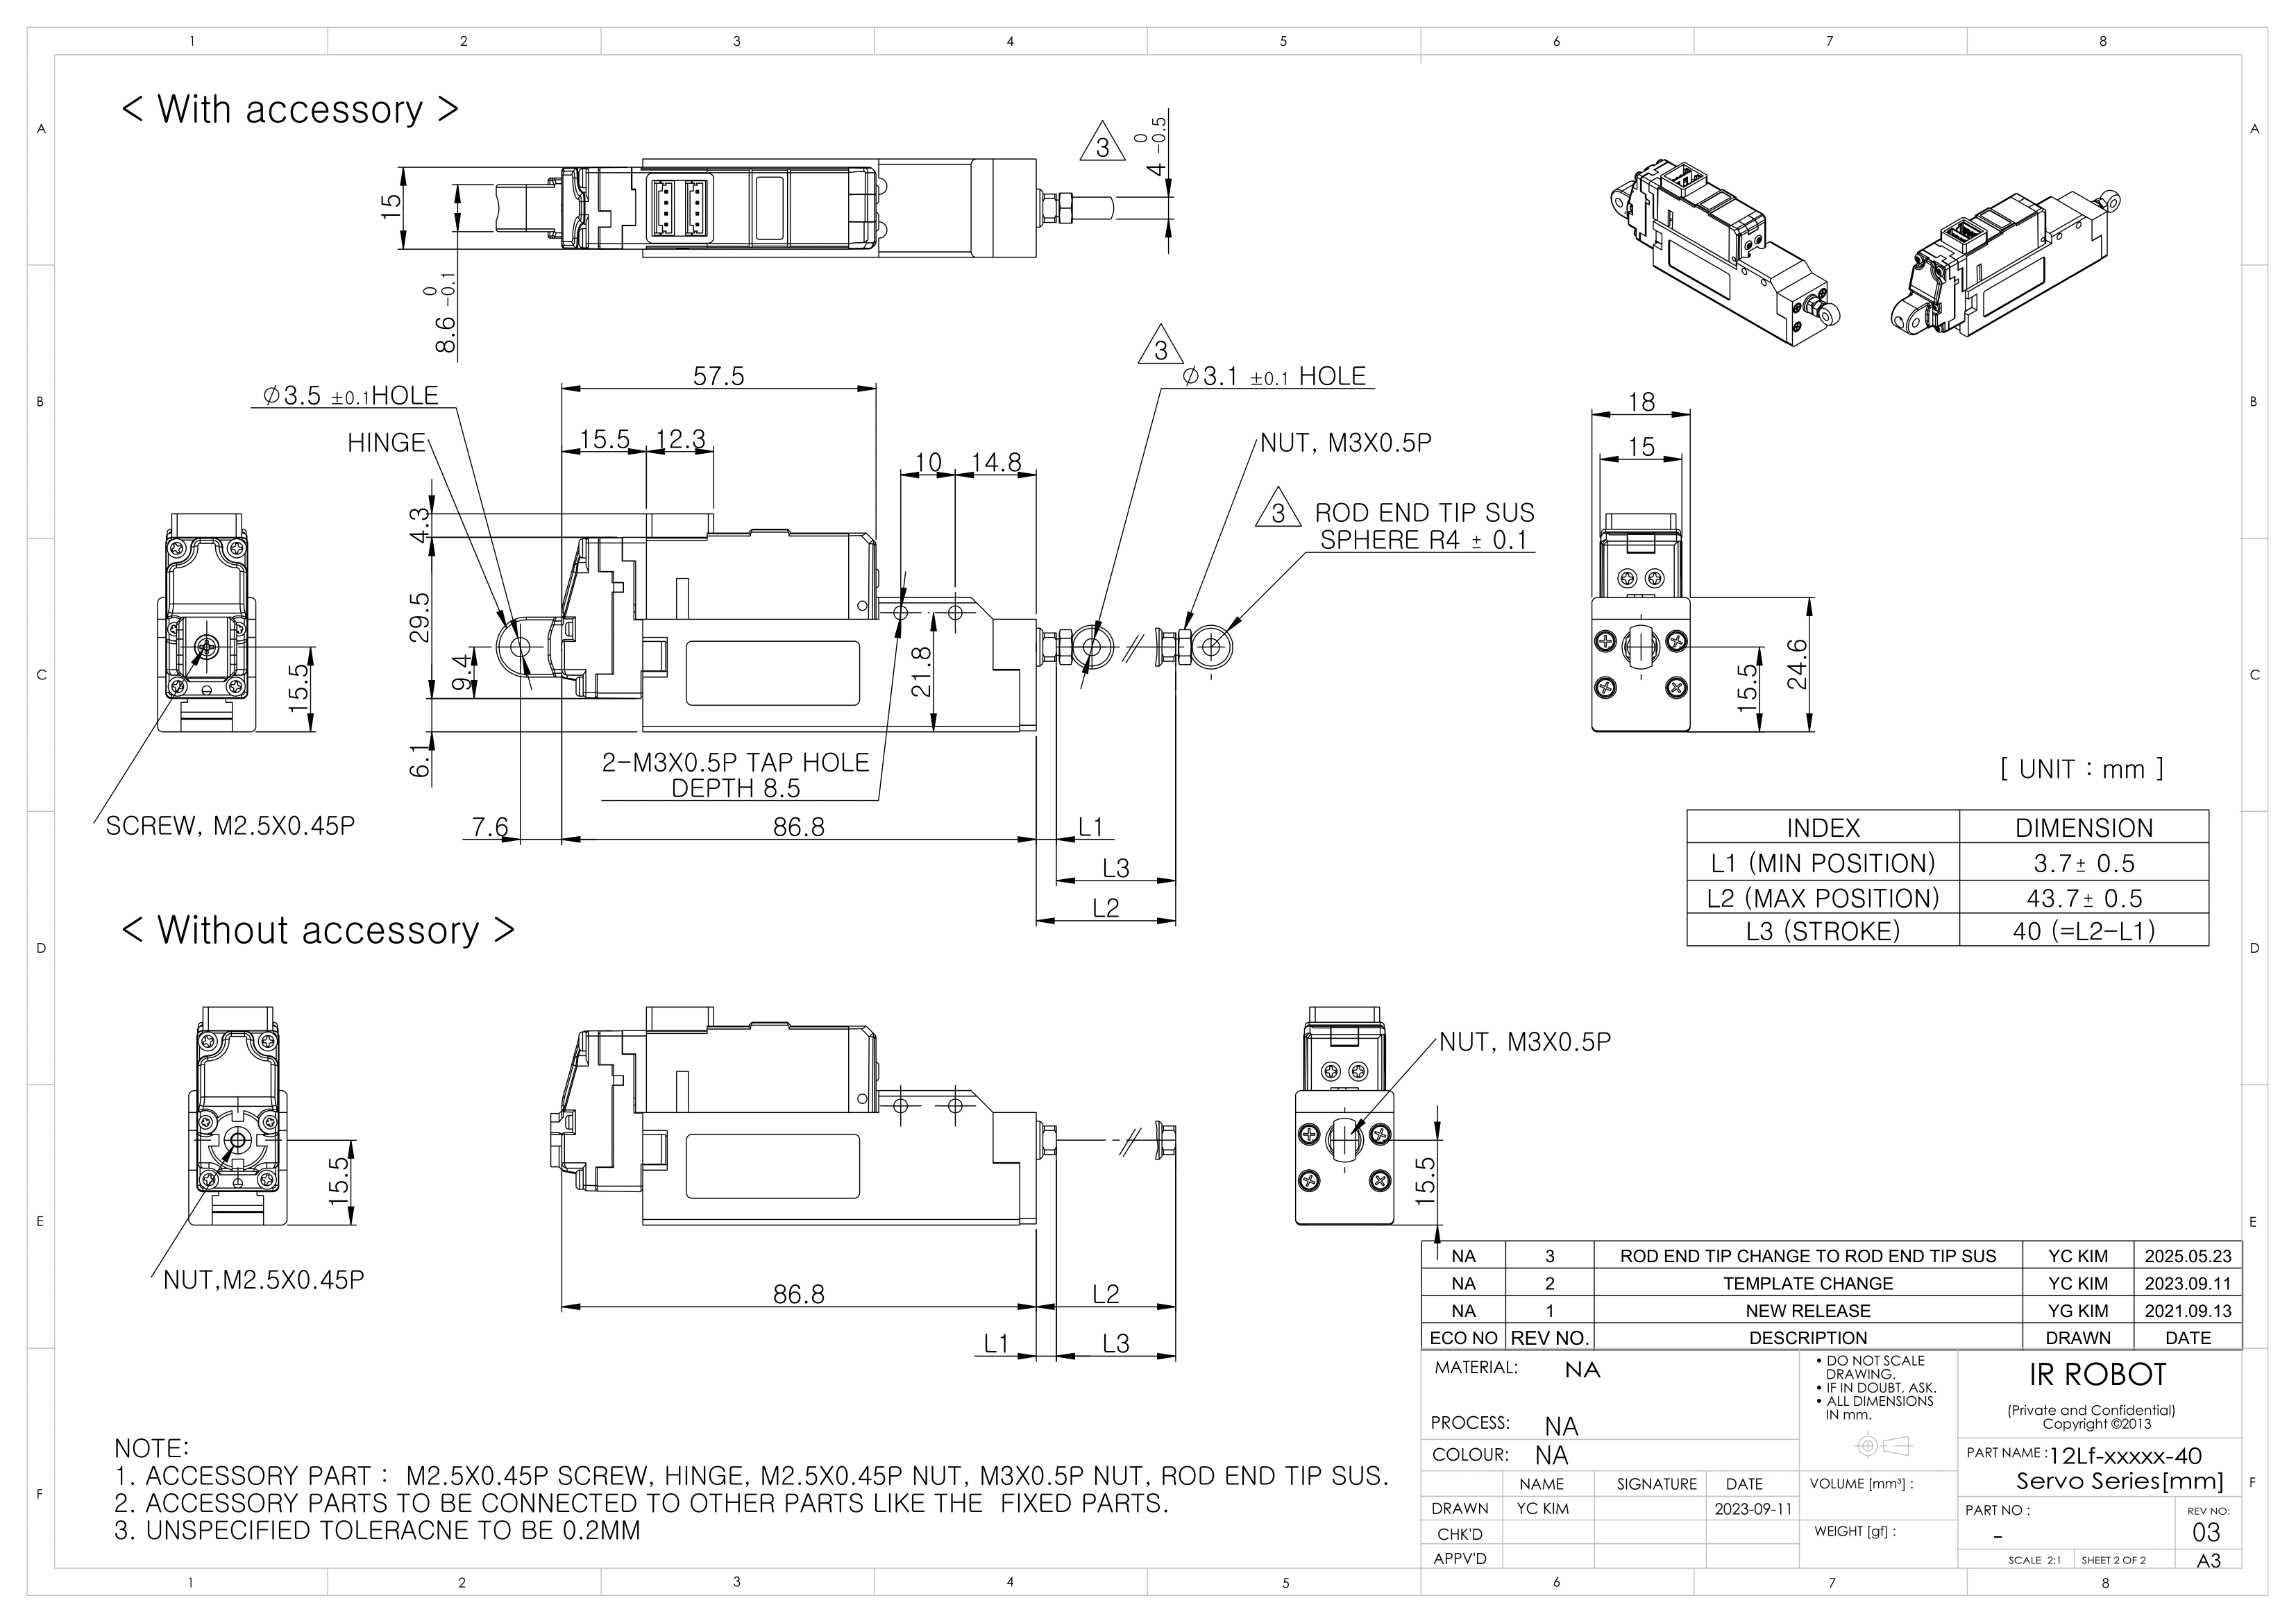 1 2 3 4 5 6 7 8
A
A
B
B
C
C
D
D
E
E
F
F
< With accessory >
15
8.6 0 -0.1
3
4 0 -0.5
Ø3.5 ±0.1HOLE
HINGE
57.5
15.5
12.3
10
14.8
3
Ø3.1 ±0.1 HOLE
NUT, M3X0.5P
3 ROD END TIP SUS
SPHERE R4 ± 0.1
4.3
29.5
9.4
6.1
21.8
2-M3X0.5P TAP HOLE
DEPTH 8.5
7.6
86.8
L1
L3
L2
15.5
SCREW, M2.5X0.45P
18
15
15.5
24.6
[ UNIT : mm ]
INDEX DIMENSION
L1 (MIN POSITION) 3.7± 0.5
L2 (MAX POSITION) 43.7± 0.5
L3 (STROKE) 40 (=L2-L1)
< Without accessory >
15.5
NUT,M2.5X0.45P
86.8
L2
L1
L3
NUT, M3X0.5P
15.5
NA 3 ROD END TIP CHANGE TO ROD END TIP SUS YC KIM 2025.05.23
NA 2 TEMPLATE CHANGE YC KIM 2023.09.11
NA 1 NEW RELEASE YG KIM 2021.09.13
ECO NO REV NO. DESCRIPTION DRAWN DATE
MATERIAL: NA
PROCESS: NA
COLOUR: NA
• DO NOT SCALE
DRAWING.
• IF IN DOUBT, ASK.
• ALL DIMENSIONS
IN mm.
IR ROBOT
(Private and Confidential)
Copyright ©2013
PART NAME : 12Lf-xxxxx-40
Servo Series[mm]
NAME SIGNATURE DATE
DRAWN YC KIM 2023-09-11
CHK'D
APPV'D
VOLUME [mm³] :
WEIGHT [gf] :
PART NO :
-
REV NO:
03
SCALE 2:1 SHEET 2 OF 2 A3
NOTE:
1. ACCESSORY PART : M2.5X0.45P SCREW, HINGE, M2.5X0.45P NUT, M3X0.5P NUT, ROD END TIP SUS.
2. ACCESSORY PARTS TO BE CONNECTED TO OTHER PARTS LIKE THE FIXED PARTS.
3. UNSPECIFIED TOLERACNE TO BE 0.2MM
1 2 3 4 5 6 7 8